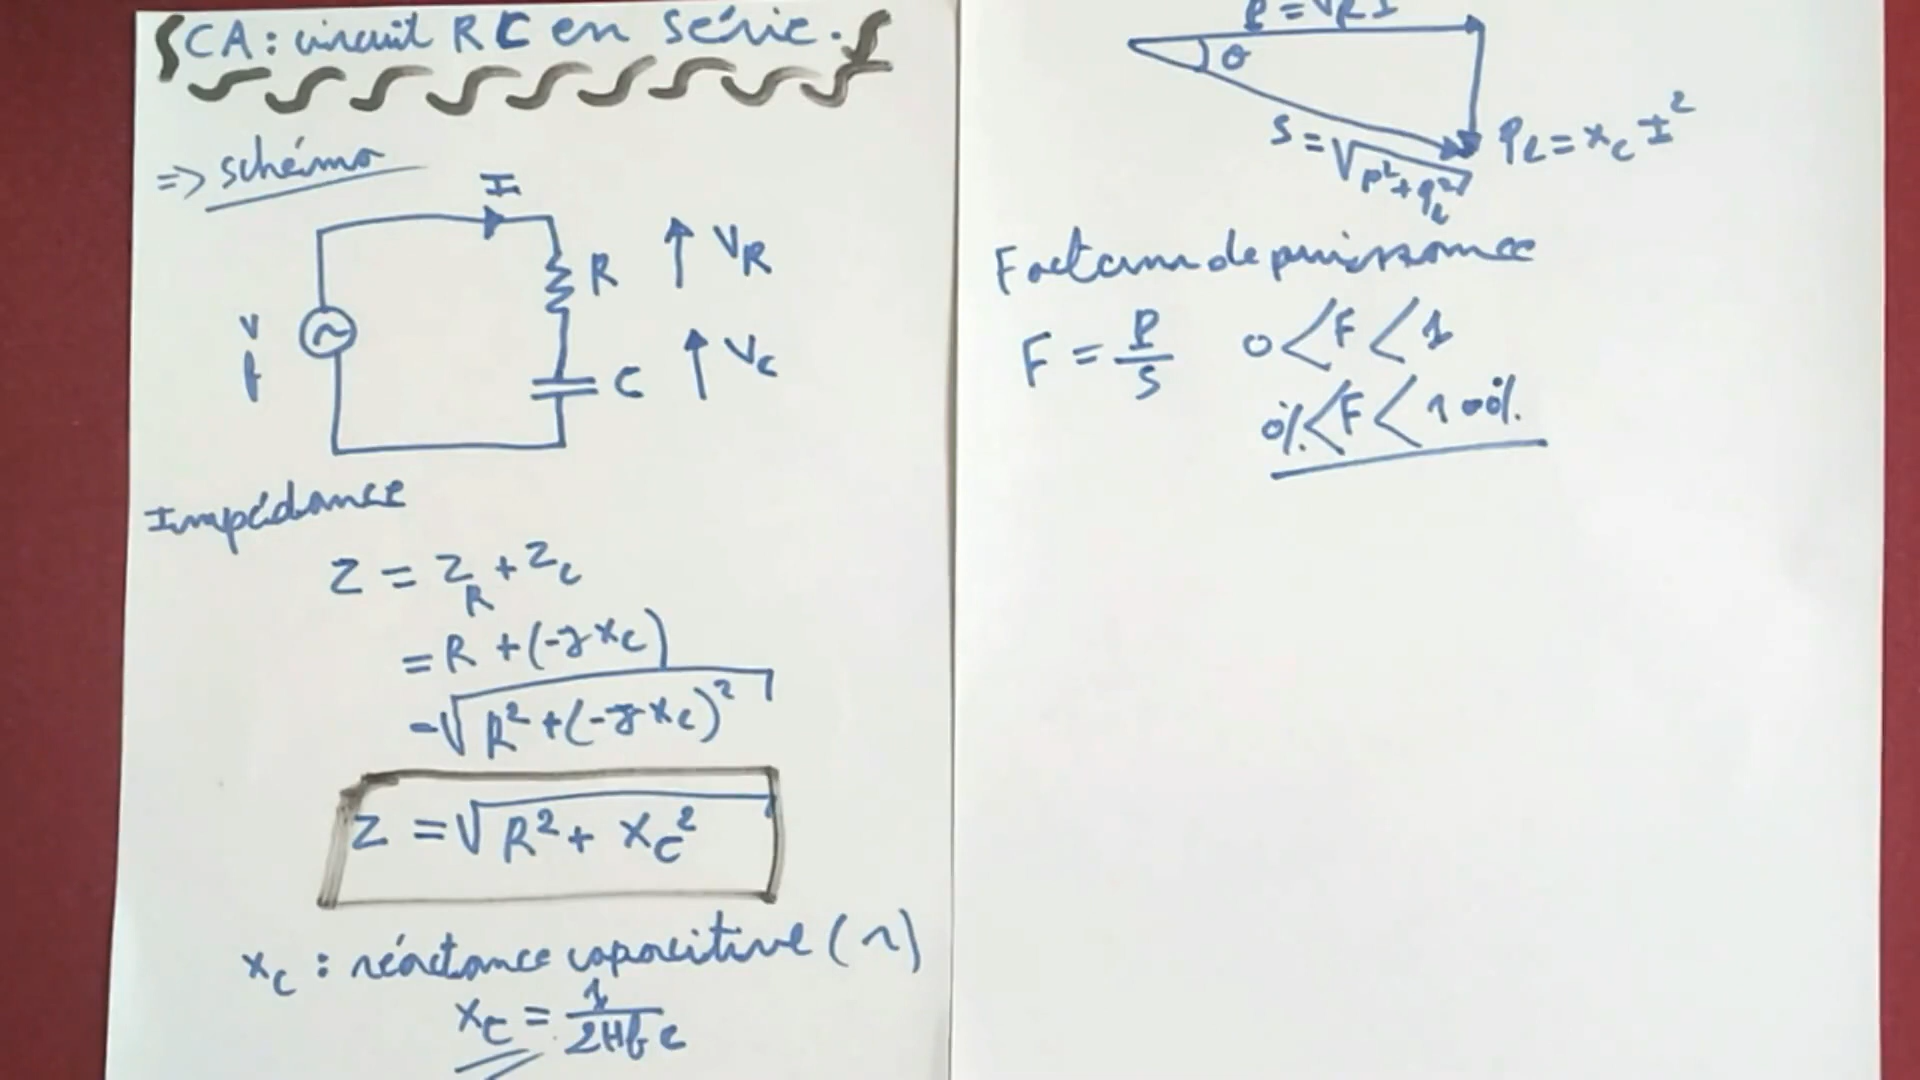 CA: circuit RC en série.
=> schéma
I
R
VR
V
f
C
VC
Impédance
Z = ZR + Zc
= R + (-jxc)
= √R² + (-jxc)²
Z = √R² + Xc²
xc : réactance capacitive (Ω)
xc = 1/2πfc
P = VRI
θ
S = √P² + qc²
qc = xc I²
Facteur de puissance
F = P/S 0 < F < 1
0% < F < 100%